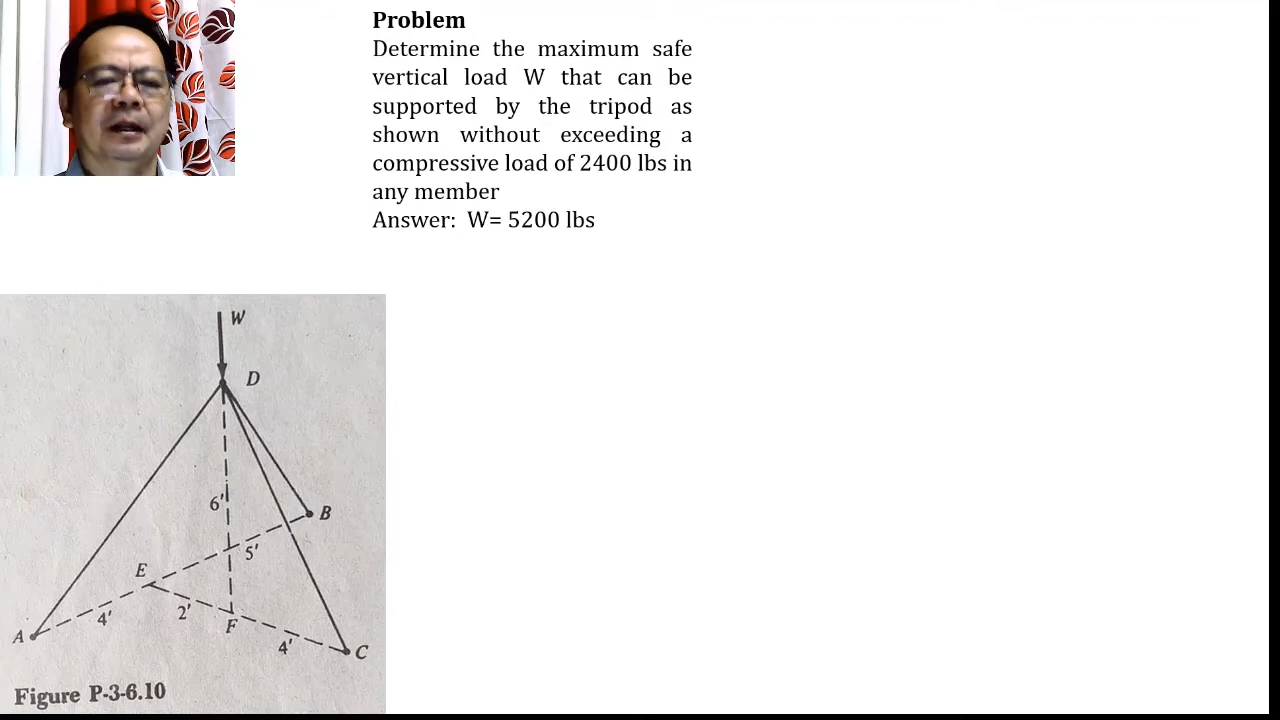 Problem
Determine the maximum safe
vertical load W that can be
supported by the tripod as
shown without exceeding a
compressive load of 2400 lbs in
any member
Answer: W= 5200 lbs
W
D
6'
B
5'
E
4'
2'
A
F
4'
C
Figure P-3-6.10